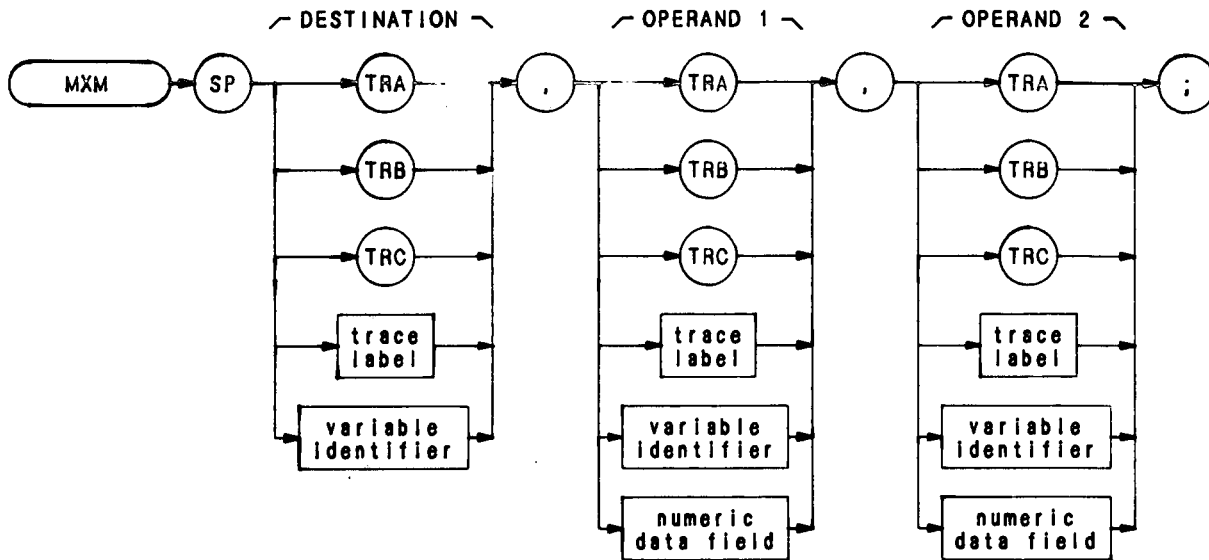 DESTINATION OPERAND 1 OPERAND 2
MXM SP TRA , TRA , TRA ;
TRB TRB TRB
TRC TRC TRC
trace label trace label trace label
variable identifier variable identifier variable identifier
numeric data field numeric data field